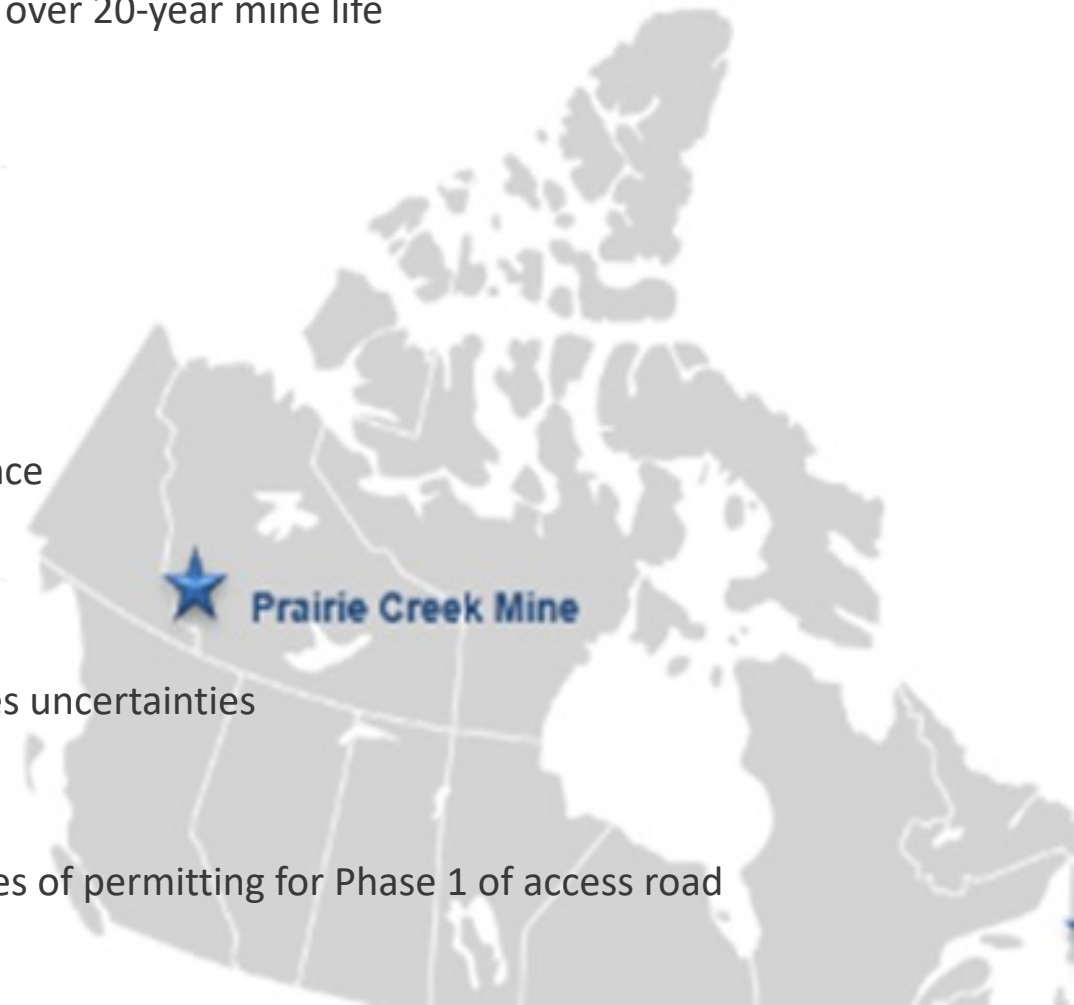 over 20-year mine life
nce
Prairie Creek Mine
es uncertainties
es of permitting for Phase 1 of access road